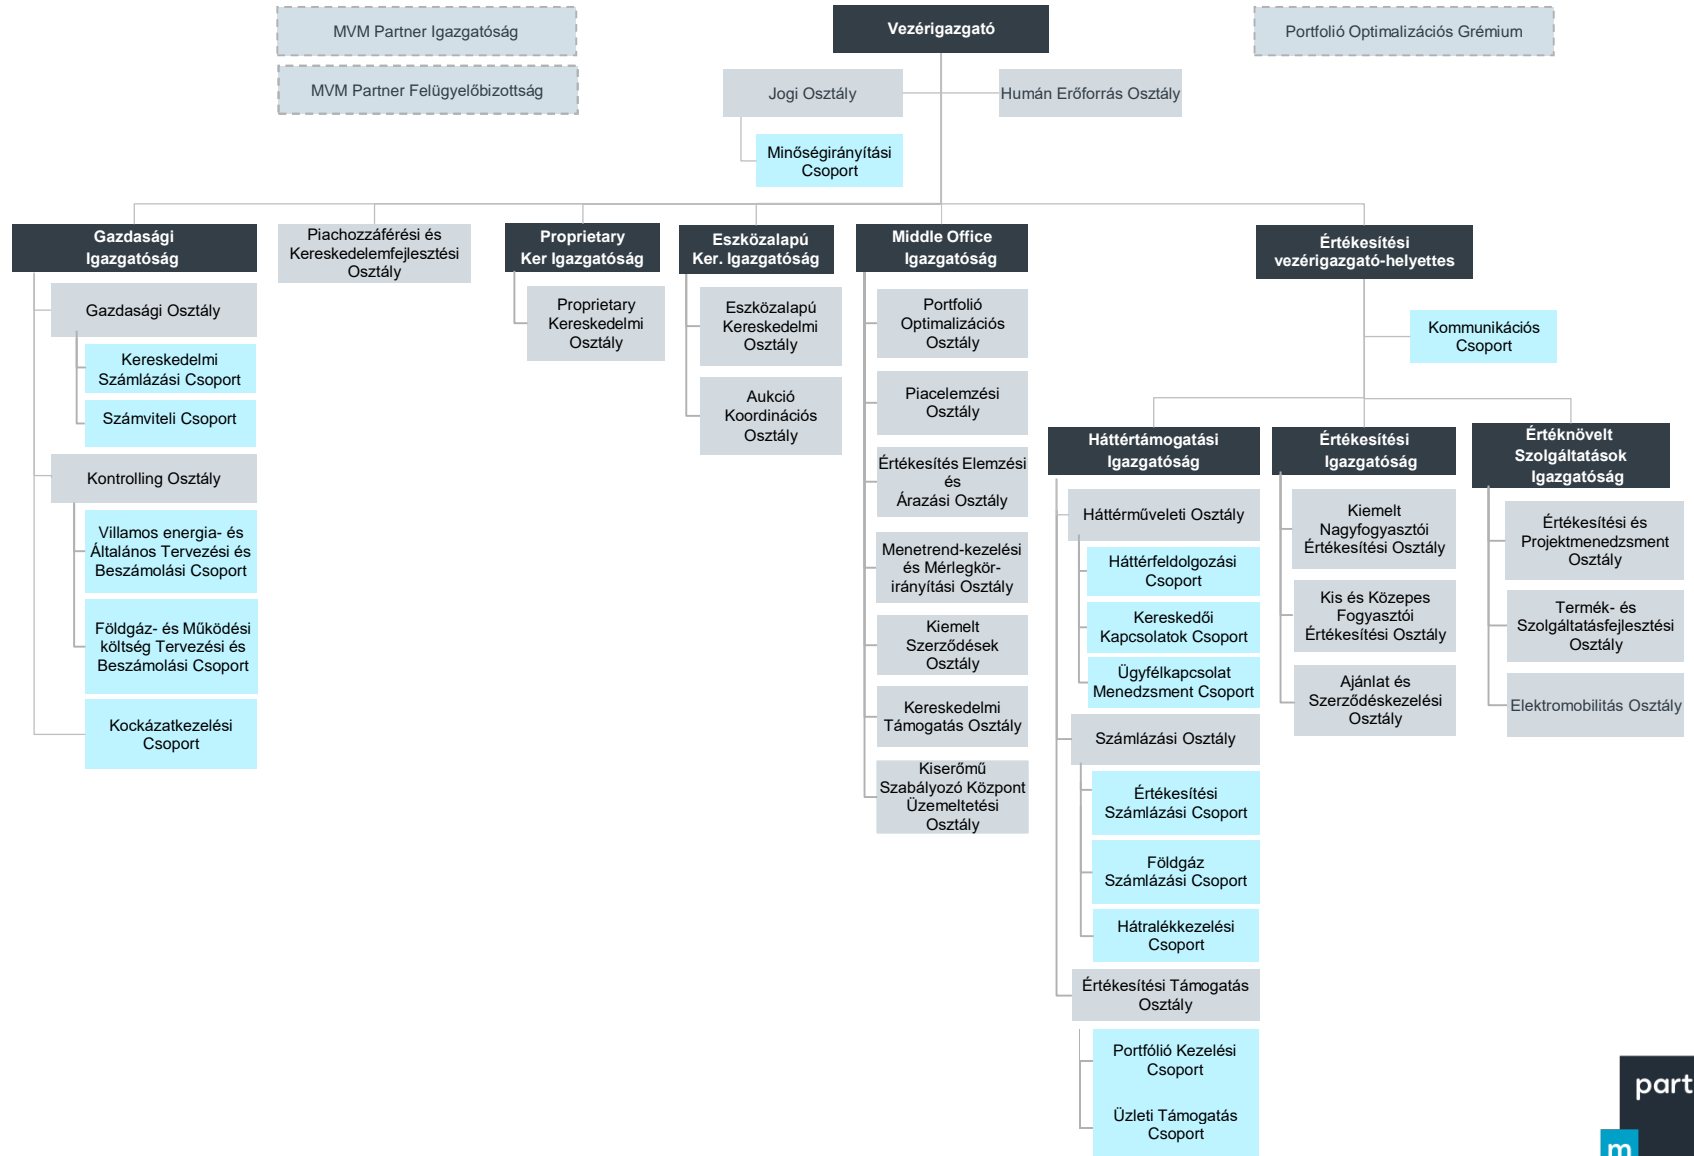 MVM Partner Igazgatóság
Vezérigazgató
Portfolió Optimalizációs Grémium
MVM Partner Felügyelőbizottság
Jogi Osztály
Humán Erőforrás Osztály
Minőségirányítási
Csoport
Gazdasági
Igazgatóság
Gazdasági Osztály
Kereskedelmi
Számlázási Csoport
Számviteli Csoport
Kontrolling Osztály
Villamos energia- és
Általános Tervezési és
Beszámolási Csoport
Földgáz- és Működési
költség Tervezési és
Beszámolási Csoport
Kockázatkezelési
Csoport
Piachozzáférési és
Kereskedelemfejlesztési
Osztály
Proprietary
Ker Igazgatóság
Proprietary
Kereskedelmi
Osztály
Eszközalapú
Ker. Igazgatóság
Eszközalapú
Kereskedelmi
Osztály
Aukció
Koordinációs
Osztály
Middle Office
Igazgatóság
Portfolió
Optimalizációs
Osztály
Piacelemzési
Osztály
Értékesítés Elemzési
és
Árazási Osztály
Menetrend-kezelési
és Mérlegkör-
irányítási Osztály
Kiemelt
Szerződések
Osztály
Kereskedelmi
Támogatás Osztály
Kiserőmű
Szabályozó Központ
Üzemeltetési
Osztály
Értékesítési
vezérigazgató-helyettes
Kommunikációs
Csoport
Háttértámogatási
Igazgatóság
Háttérműveleti Osztály
Háttérfeldolgozási
Csoport
Kereskedői
Kapcsolatok Csoport
Ügyfélkapcsolat
Menedzsment Csoport
Számlázási Osztály
Értékesítési
Számlázási Csoport
Földgáz
Számlázási Csoport
Hátralékkezelési
Csoport
Értékesítési Támogatás
Osztály
Portfólió Kezelési
Csoport
Üzleti Támogatás
Csoport
Értékesítési
Igazgatóság
Kiemelt
Nagyfogyasztói
Értékesítési Osztály
Kis és Közepes
Fogyasztói
Értékesítési Osztály
Ajánlat és
Szerződéskezelési
Osztály
Értéknövelt
Szolgáltatások
Igazgatóság
Értékesítési és
Projektmenedzsment
Osztály
Termék- és
Szolgáltatásfejlesztési
Osztály
Elektromobilitás Osztály
part
m